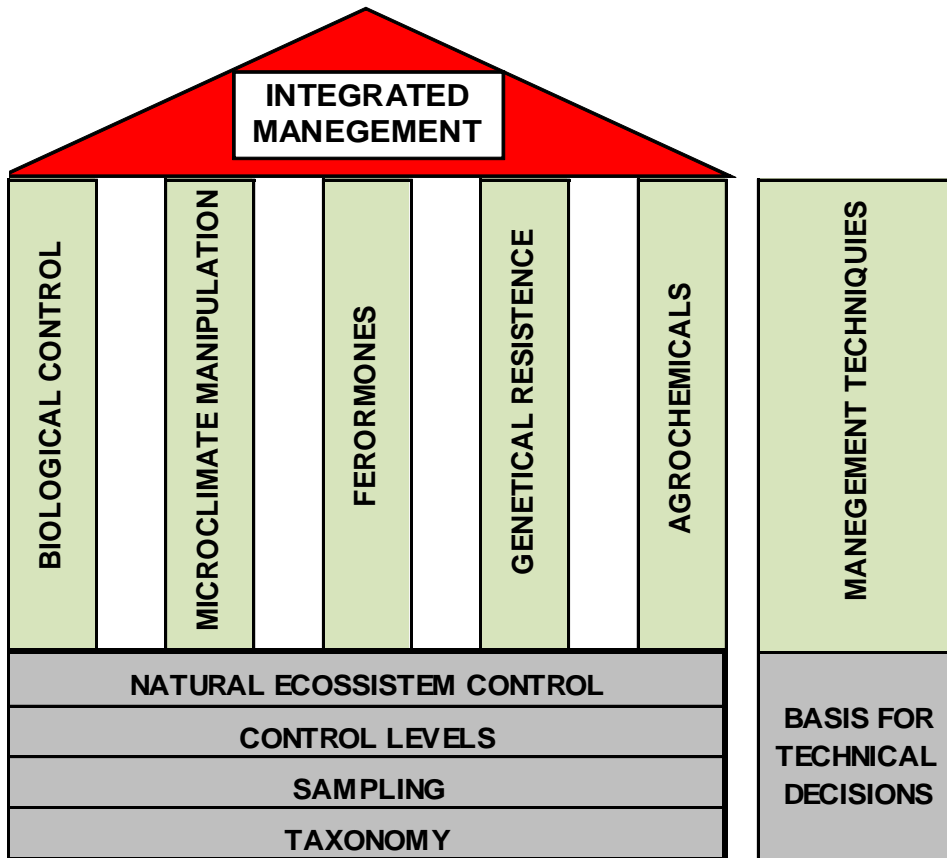 INTEGRATED
MANEGEMENT
BIOLOGICAL CONTROL
MICROCLIMATE MANIPULATION
FERORMONES
GENETICAL RESISTENCE
AGROCHEMICALS
MANEGEMENT TECHNIQUIES
NATURAL ECOSSISTEM CONTROL
CONTROL LEVELS
SAMPLING
TAXONOMY
BASIS FOR
TECHNICAL
DECISIONS